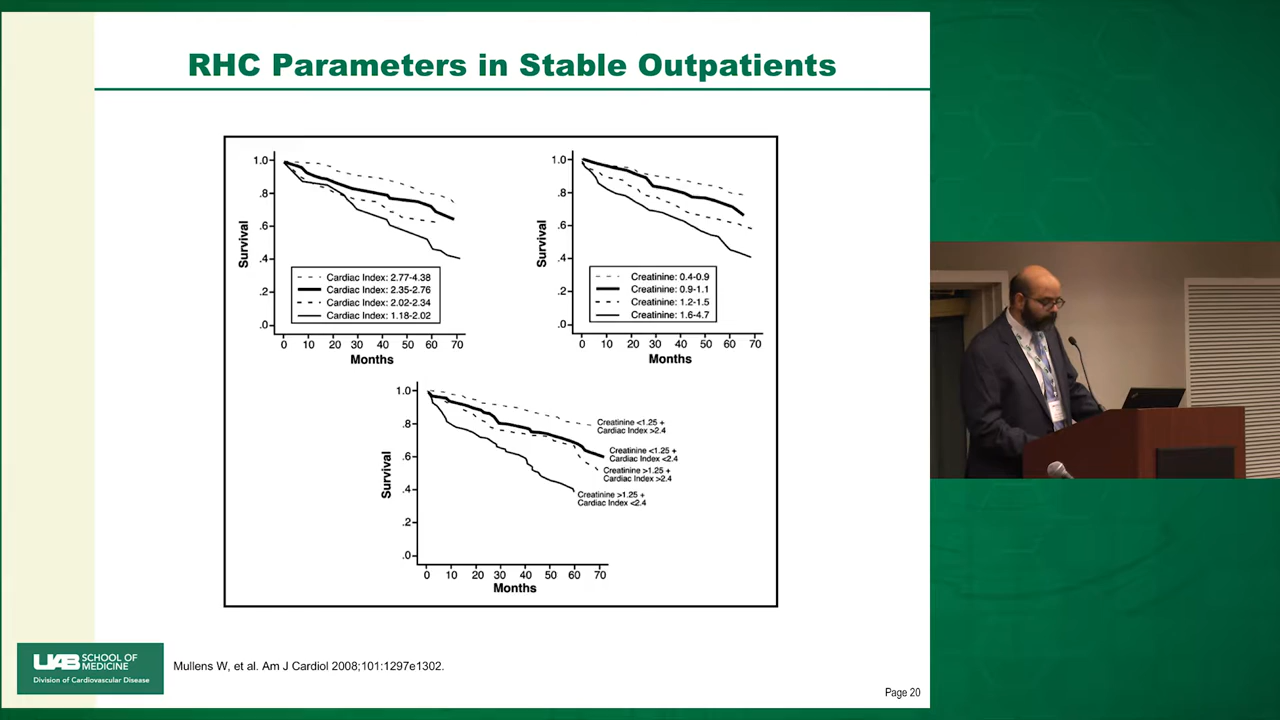 RHC Parameters in Stable Outpatients
1.0
.8
.6
.4
.2
.0
Survival
Cardiac Index: 2.77-4.38
Cardiac Index: 2.35-2.76
Cardiac Index: 2.02-2.34
Cardiac Index: 1.18-2.02
0 10 20 30 40 50 60 70
Months
1.0
.8
.6
.4
.2
.0
Survival
Creatinine: 0.4-0.9
Creatinine: 0.9-1.1
Creatinine: 1.2-1.5
Creatinine: 1.6-4.7
0 10 20 30 40 50 60 70
Months
1.0
.8
.6
.4
.2
.0
Survival
Creatinine <1.25 +
Cardiac Index >2.4
Creatinine <1.25 +
Cardiac Index <2.4
Creatinine >1.25 +
Cardiac Index >2.4
Creatinine >1.25 +
Cardiac Index <2.4
0 10 20 30 40 50 60 70
Months
UAB SCHOOL OF
MEDICINE
Division of Cardiovascular Disease
Mullens W, et al. Am J Cardiol 2008;101:1297e1302.
Page 20